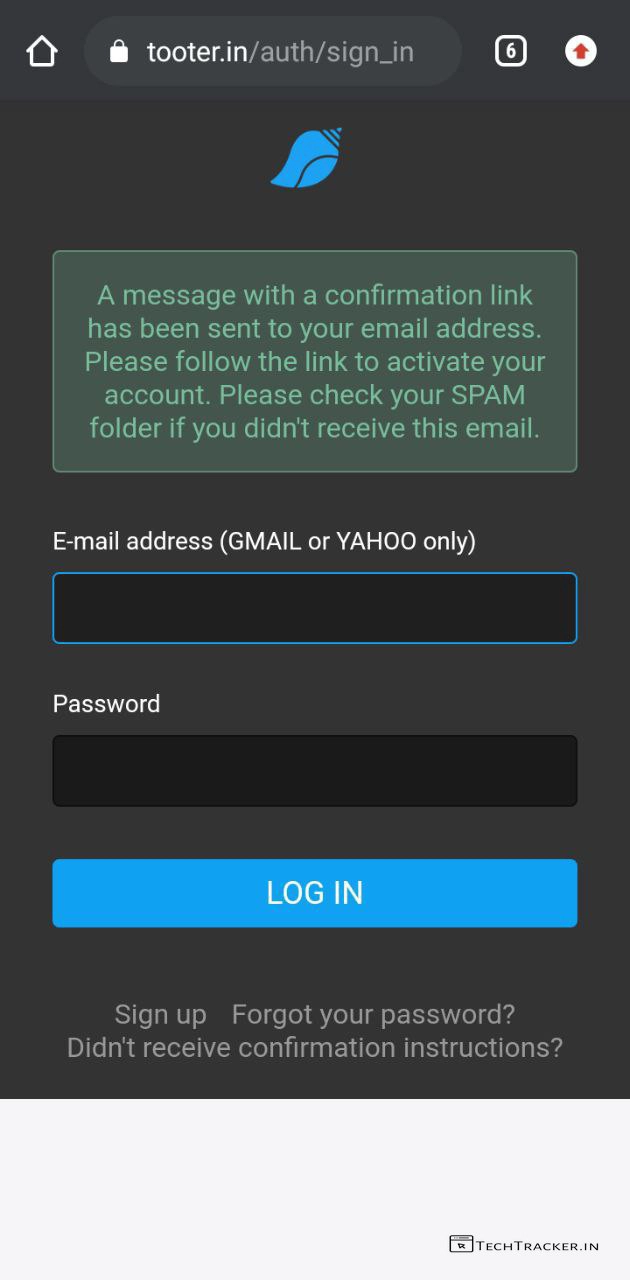 tooter.in/auth/sign_in
6
A message with a confirmation link
has been sent to your email address.
Please follow the link to activate your
account. Please check your SPAM
folder if you didn't receive this email.
E-mail address (GMAIL or YAHOO only)
Password
LOG IN
Sign up Forgot your password?
Didn't receive confirmation instructions?
TECHTRACKER.IN